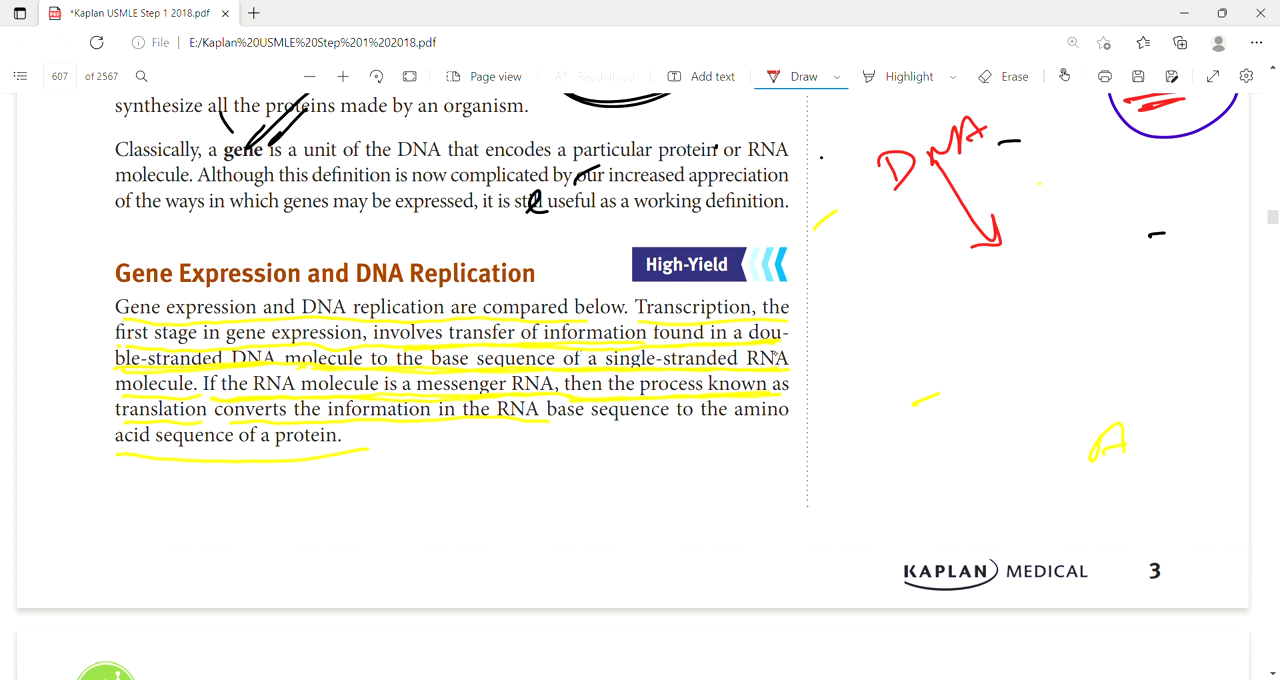 *Kaplan USMLE Step 1 2018.pdf
File | E:/Kaplan%20USMLE%20Step%201%202018.pdf
607 of 2567 Page view Read aloud Add text Draw Highlight Erase
synthesize all the proteins made by an organism.
Classically, a gene is a unit of the DNA that encodes a particular protein or RNA
molecule. Although this definition is now complicated by our increased appreciation
of the ways in which genes may be expressed, it is still useful as a working definition.
DNA
Gene Expression and DNA Replication
High-Yield
Gene expression and DNA replication are compared below. Transcription, the
first stage in gene expression, involves transfer of information found in a dou-
ble-stranded DNA molecule to the base sequence of a single-stranded RNA
molecule. If the RNA molecule is a messenger RNA, then the process known as
translation converts the information in the RNA base sequence to the amino
acid sequence of a protein.
A
KAPLAN MEDICAL 3